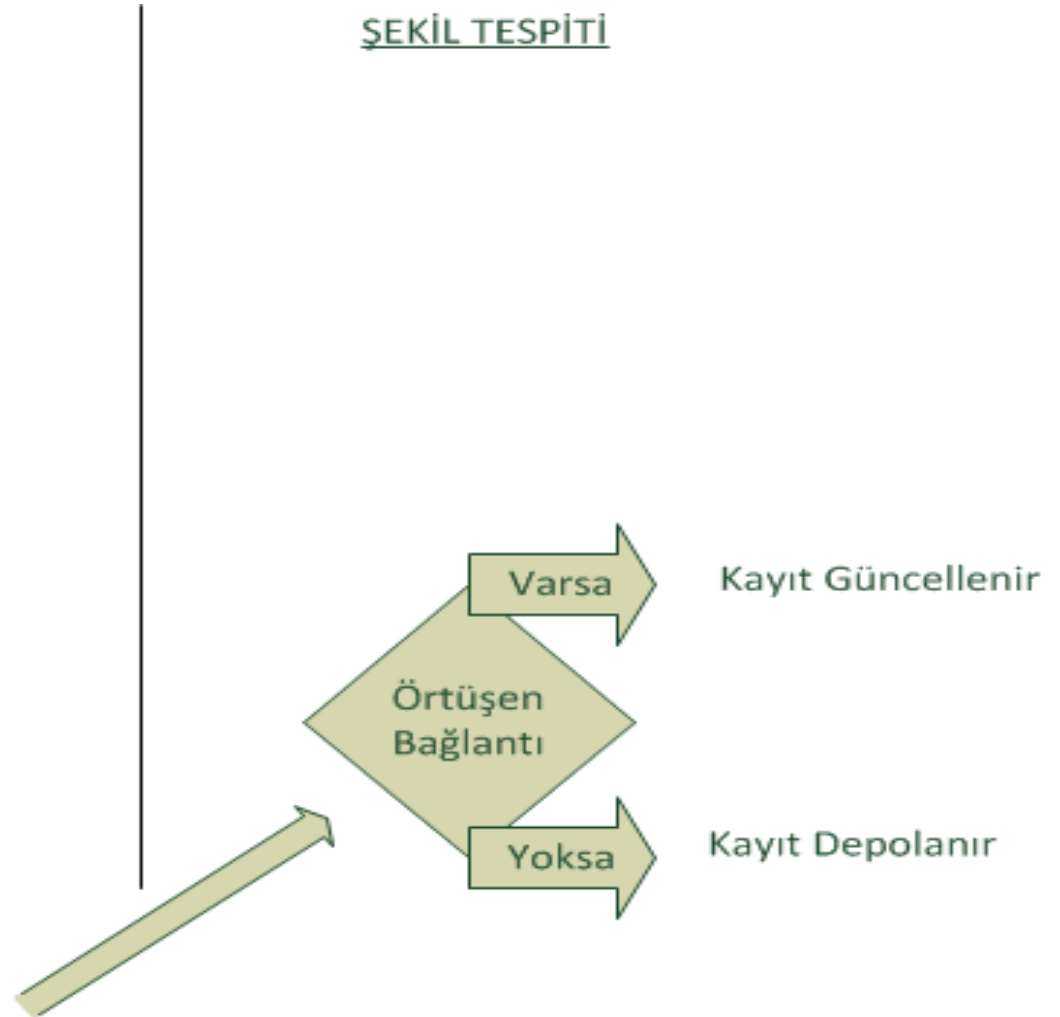 ŞEKİL TESPİTİ
Varsa
Kayıt Güncellenir
Örtüşen
Bağlantı
Yoksa
Kayıt Depolanır